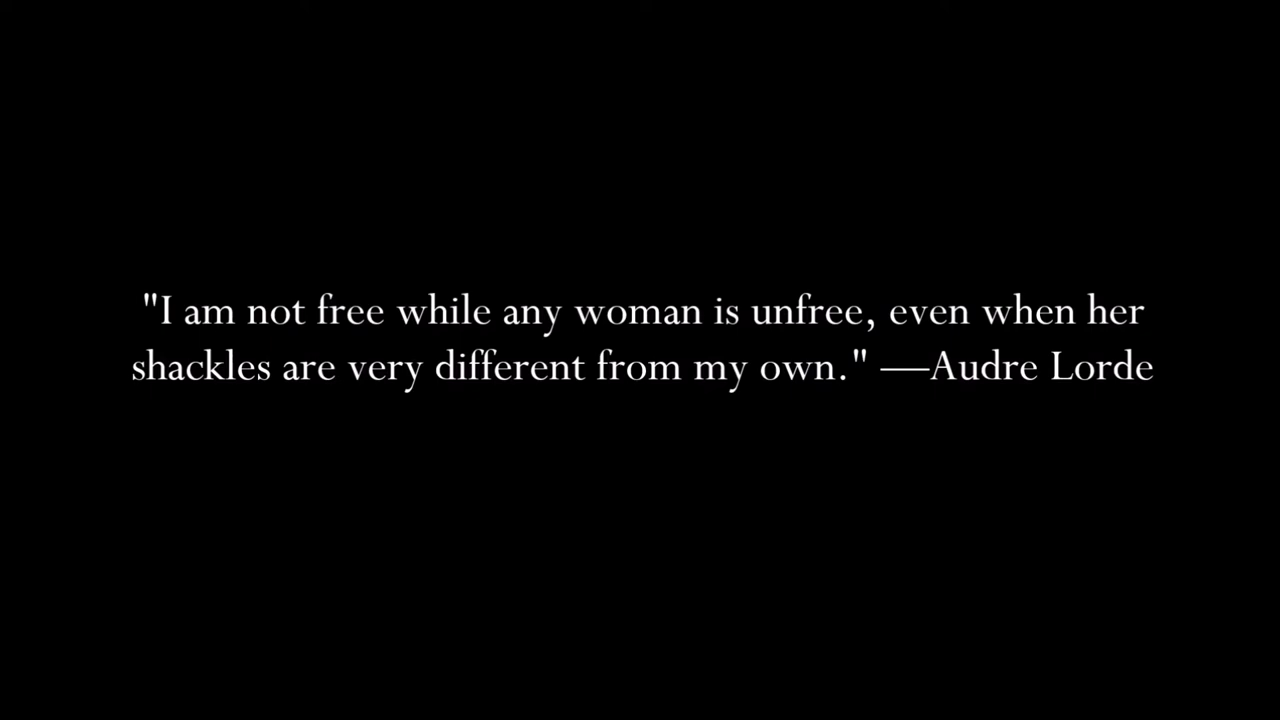 "I am not free while any woman is unfree, even when her
shackles are very different from my own." —Audre Lorde